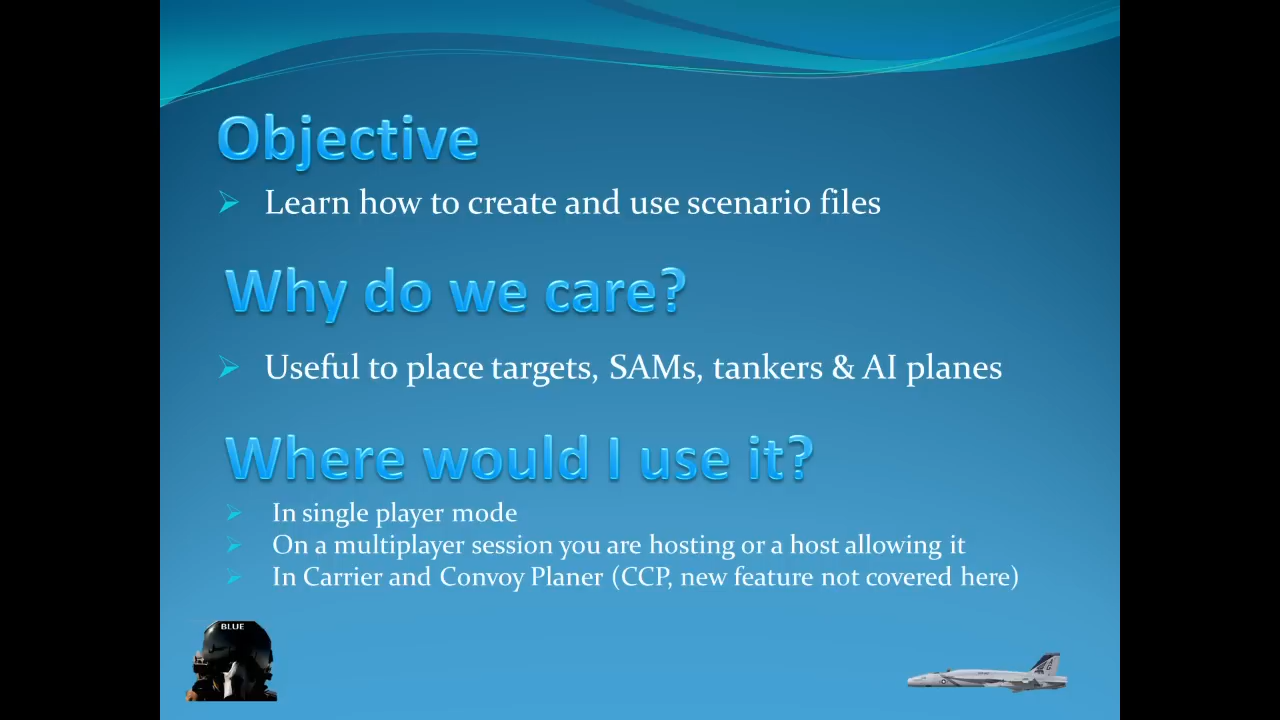 Objective
Learn how to create and use scenario files
Why do we care?
Useful to place targets, SAMs, tankers & AI planes
Where would I use it?
In single player mode
On a multiplayer session you are hosting or a host allowing it
In Carrier and Convoy Planer (CCP, new feature not covered here)
BLUE